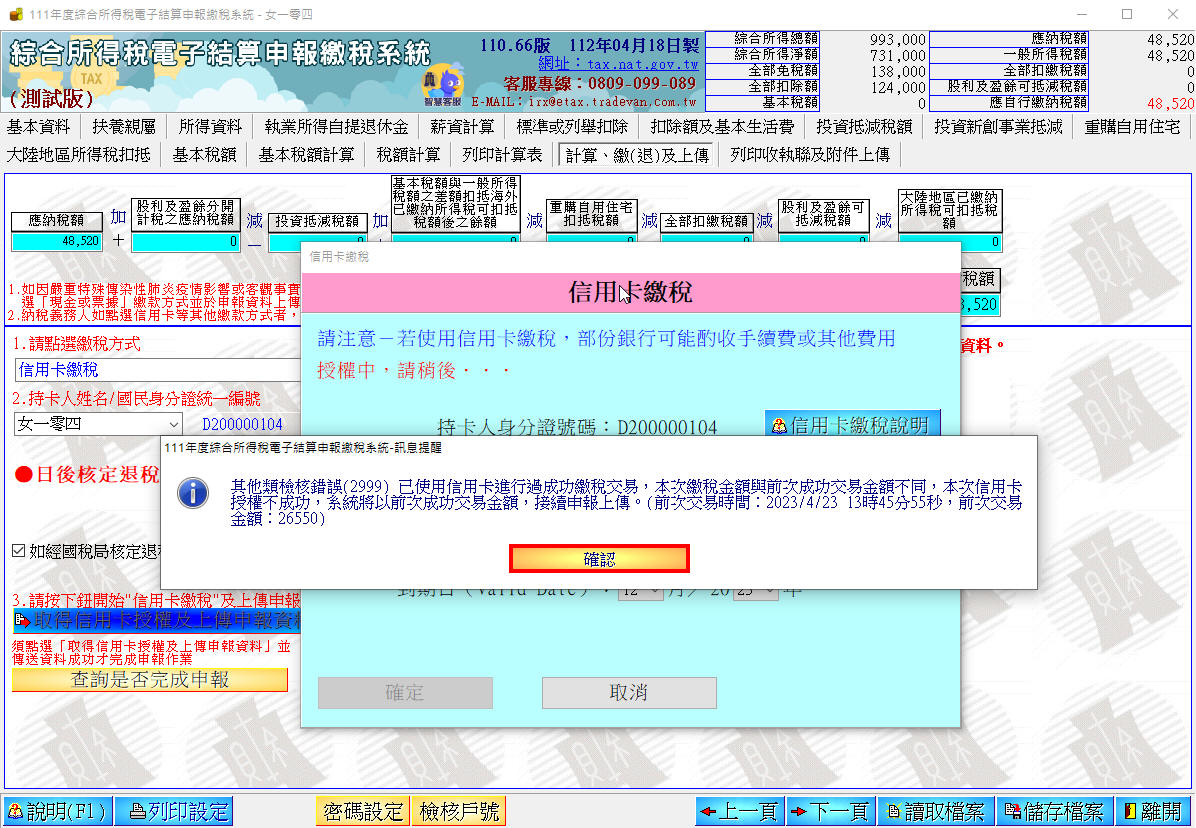 111年度綜合所得稅電子結算申報繳稅系統 - 女一零四
綜合所得稅電子結算申報繳稅系統
TAX
(測試版)
智慧客服
110.66版 112年04月18日製
網址：tax.nat.gov.tw
客服專線：0809-099-089
E-MAIL：irx@etax.tradevan.com.tw
綜合所得總額 993,000 應納稅額 48,520
綜合所得淨額 731,000 一般所得稅額 48,520
全部免稅額 138,000 全部扣繳稅額 0
全部扣除額 124,000 股利及盈餘可抵減稅額 0
基本稅額 0 應自行繳納稅額 48,520
基本資料 扶養親屬 所得資料 執業所得自提退休金 薪資計算 標準或列舉扣除 扣除額及基本生活費 投資抵減稅額 投資新創事業抵減 重購自用住宅
大陸地區所得稅扣抵 基本稅額 基本稅額計算 稅額計算 列印計算表 計算、繳(退)及上傳 列印收執聯及附件上傳
應納稅額
48,520
加
＋
股利及盈餘分開
計稅之應納稅額
0
減
－
投資抵減稅額
加
基本稅額與一般所得
稅額之差額扣抵海外
已繳納所得稅可扣抵
稅額後之餘額
減
重購自用住宅
扣抵稅額
減
全部扣繳稅額
減
股利及盈餘可
抵減稅額
減
大陸地區已繳納
所得稅可扣抵稅
額
0
稅額
8,520
1.如因嚴重特殊傳染性肺炎疫情影響或客觀事實
選「現金或票據」繳款方式並於申報資料上傳
2.納稅義務人如點選信用卡等其他繳款方式者，
資料。
1.請點選繳稅方式
信用卡繳稅
2.持卡人姓名/國民身分證統一編號
女一零四 D200000104
●日後核定退稅
如經國稅局核定退
3.請按下鈕開始"信用卡繳稅"及上傳申報
取得信用卡授權及上傳申報資
須點選「取得信用卡授權及上傳申報資料」並
傳送資料成功才完成申報作業
查詢是否完成申報
信用卡繳稅
信用卡繳稅
請注意－若使用信用卡繳稅，部份銀行可能酌收手續費或其他費用
授權中，請稍後．．．
持卡人身分證號碼：D200000104
信用卡繳稅說明
111年度綜合所得稅電子結算申報繳稅系統-訊息提醒
其他類檢核錯誤(2999) 已使用信用卡進行過成功繳稅交易，本次繳稅金額與前次成功交易金額不同，本次信用卡
授權不成功，系統將以前次成功交易金額，接續申報上傳。(前次交易時間：2023/4/23 13時45分55秒，前次交易
金額：26550)
確認
到期日 (Valid Date)：12 月／ 20 25 年
確定 取消
說明(F1) 列印設定 密碼設定 檢核戶號 上一頁 下一頁 讀取檔案 儲存檔案 離開